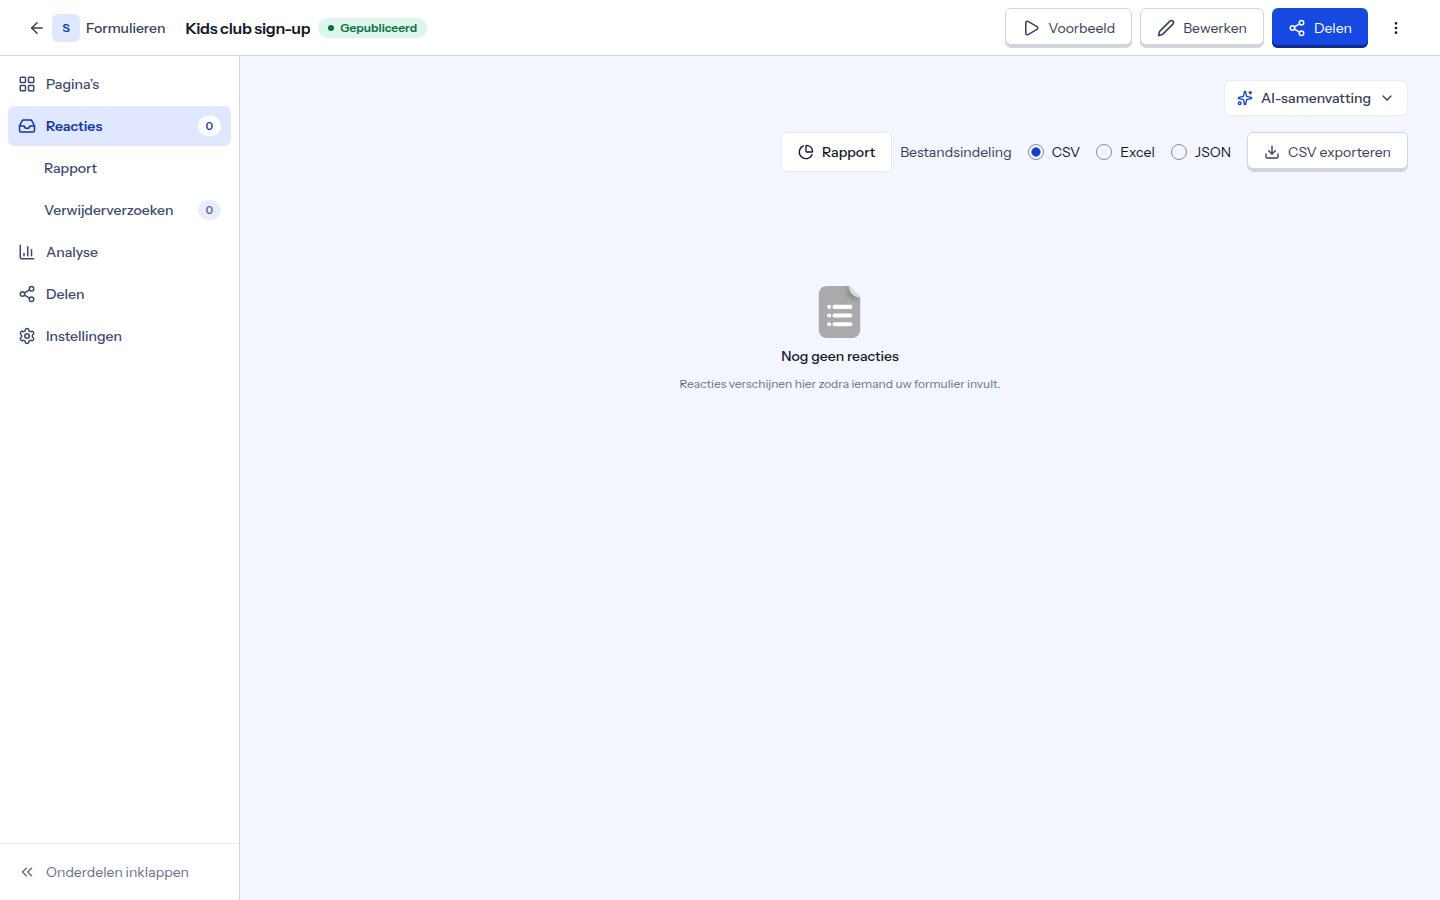 S Formulieren Kids club sign-up Gepubliceerd Voorbeeld Bewerken Delen
Pagina's
Reacties 0
Rapport
Verwijderverzoeken 0
Analyse
Delen
Instellingen
Onderdelen inklappen
AI-samenvatting
Rapport Bestandsindeling CSV Excel JSON CSV exporteren
Nog geen reacties
Reacties verschijnen hier zodra iemand uw formulier invult.